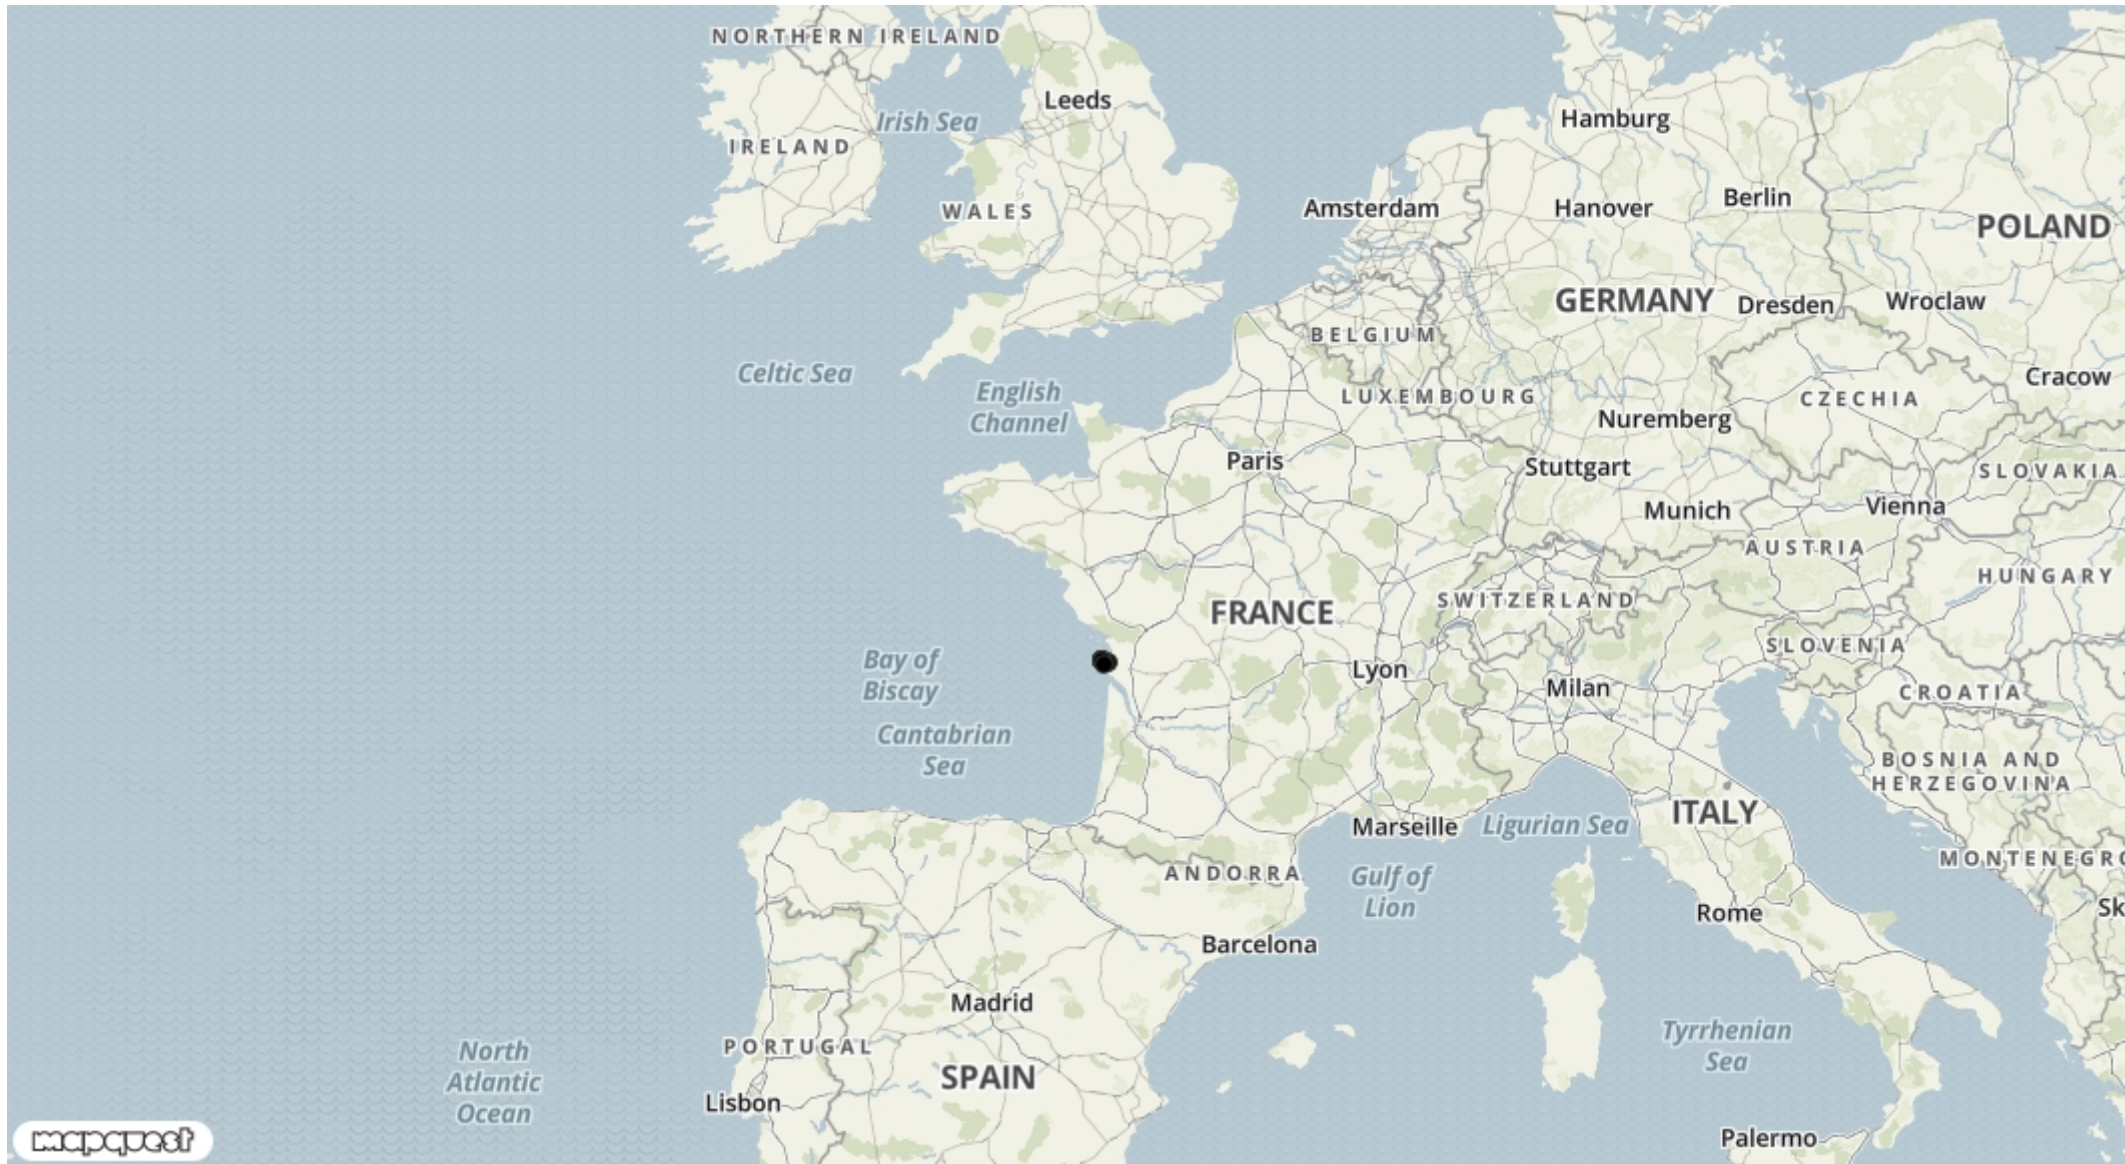 NORTHERN IRELAND
Leeds
Irish Sea
Hamburg
IRELAND
Berlin
Amsterdam
Hanover
WALES
POLAND
GERMANY
Dresden
Wroclaw
BELGIUM
Celtic Sea
Cracow
English
Channel
LUXEMBOURG
CZECHIA
Nuremberg
Paris
Stuttgart
SLOVAKIA
Munich
Vienna
AUSTRIA
HUNGARY
SWITZERLAND
FRANCE
SLOVENIA
Bay of
Biscay
Lyon
Milan
CROATIA
Cantabrian
Sea
BOSNIA AND
HERZEGOVINA
ITALY
Marseille
Ligurian Sea
MONTENEGRO
ANDORRA
Gulf of
Lion
Rome
Sk
Barcelona
Madrid
Tyrrhenian
Sea
PORTUGAL
North
Atlantic
Ocean
SPAIN
Lisbon
mapquest
Palermo